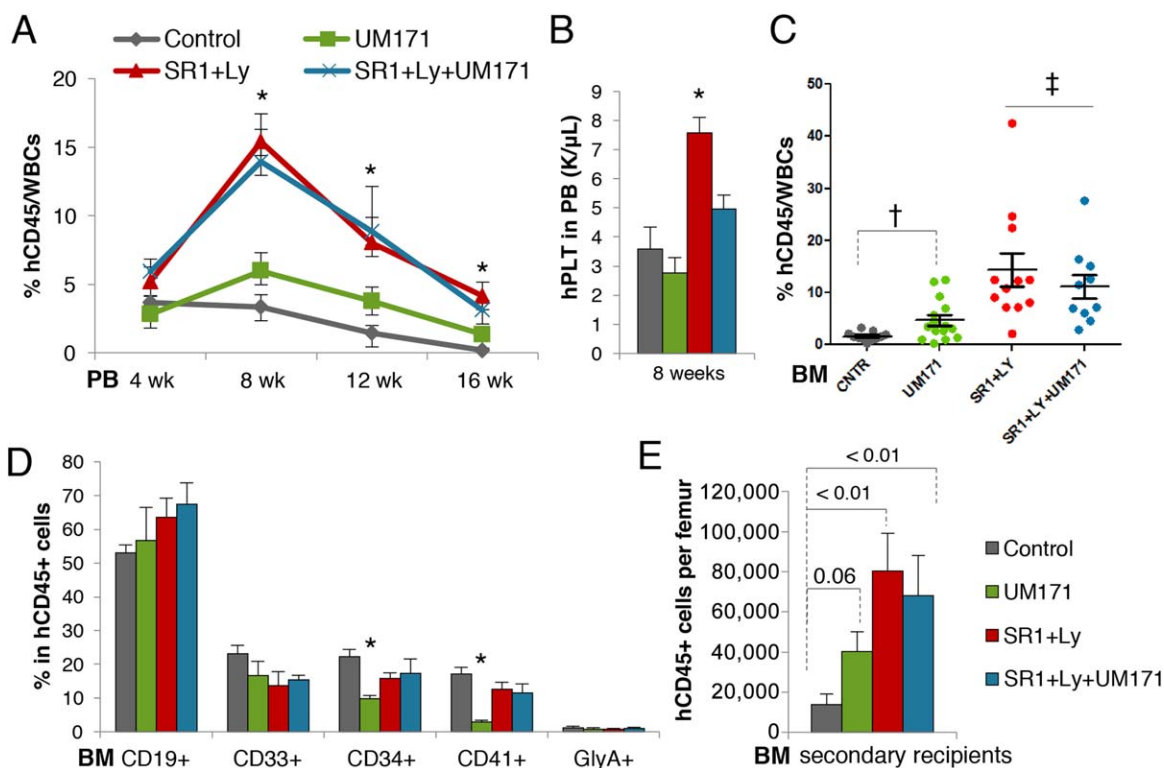 A
Control
UM171
SR1+Ly
SR1+Ly+UM171
% hCD45/WBCs
20
15
10
5
0
*
*
*
PB 4 wk 8 wk 12 wk 16 wk
B
hPLT in PB (K/µL)
9
8
7
6
5
4
3
2
1
0
*
8 weeks
C
% hCD45/WBCs
50
40
30
20
10
0
†
‡
BM CNTR UM171 SR1+LY SR1+LY+UM171
D
% in hCD45+ cells
80
70
60
50
40
30
20
10
0
*
*
BM CD19+ CD33+ CD34+ CD41+ GlyA+
E
hCD45+ cells per femur
120,000
100,000
80,000
60,000
40,000
20,000
0
< 0.01
< 0.01
0.06
BM secondary recipients
Control
UM171
SR1+Ly
SR1+Ly+UM171